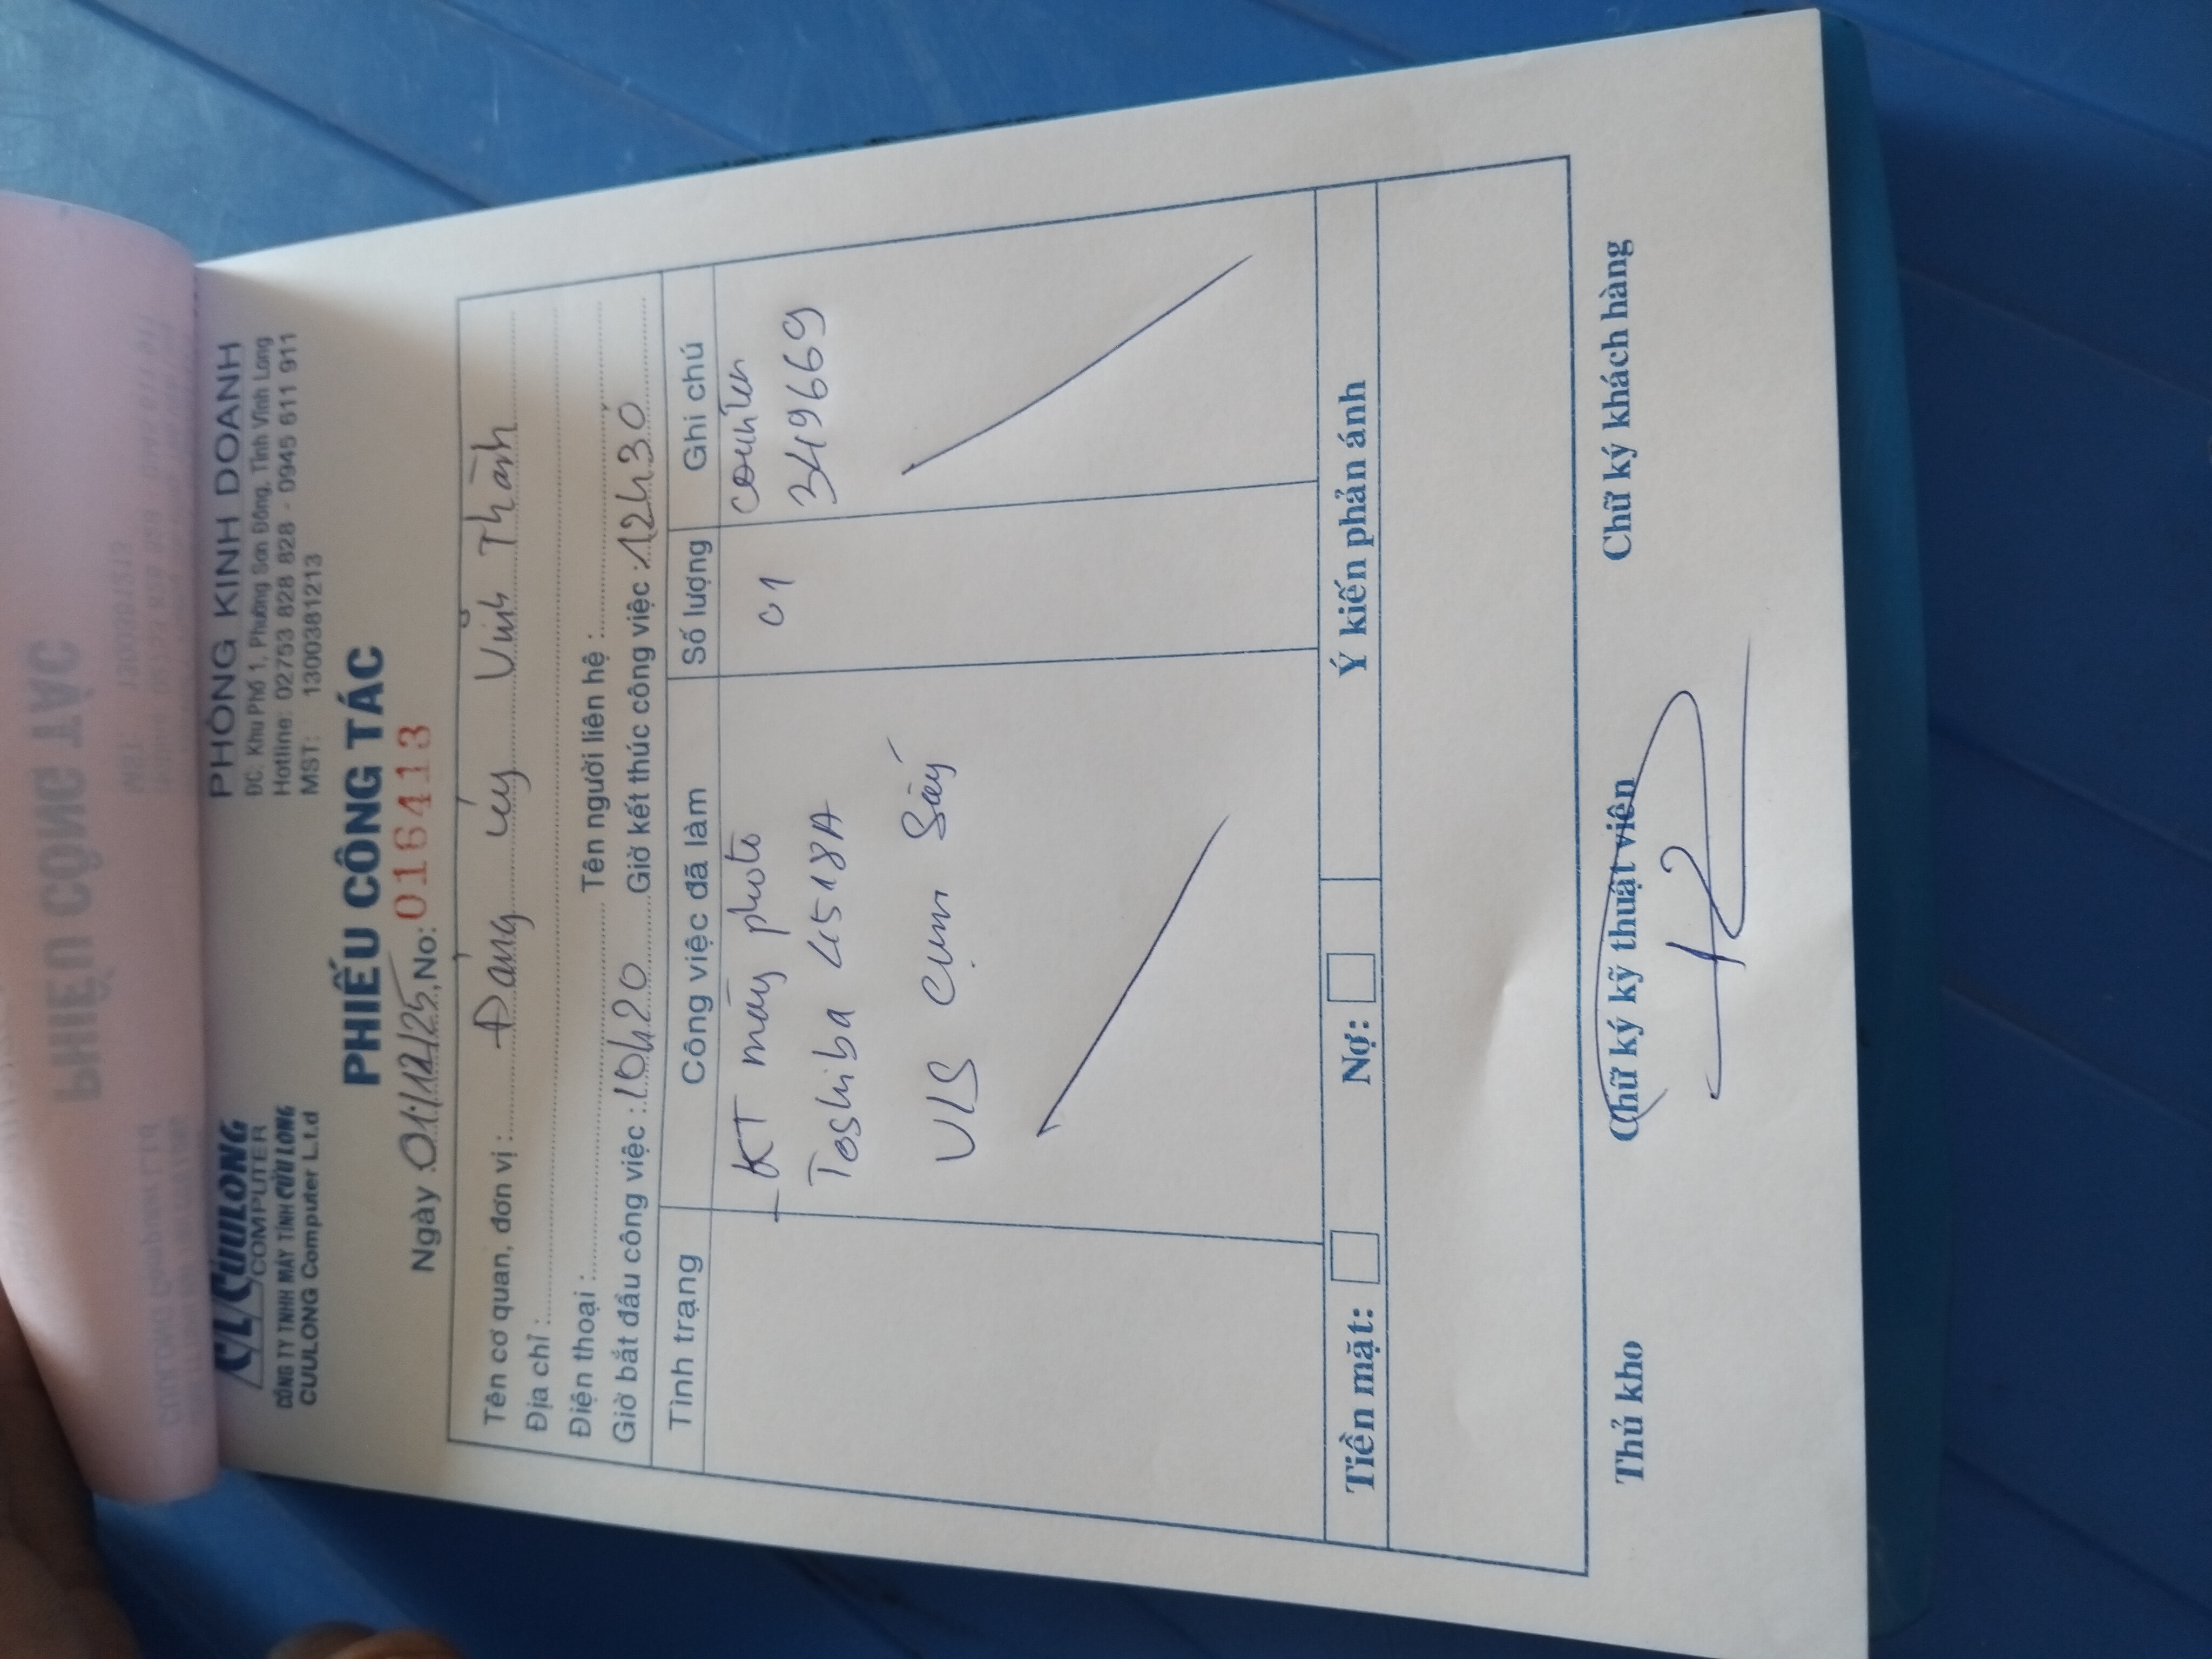 CL CỬULONG
COMPUTER
CÔNG TY TNHH MÁY TÍNH CỬU LONG
CUULONG Computer L.t.d
PHÒNG KINH DOANH
ĐC: Khu Phố 1, Phường Sơn Đông, Tỉnh Vĩnh Long
Hotline: 02753 828 828 - 0945 611 911
MST: 1300381213
PHIẾU CÔNG TÁC
Ngày 01/12/25, No: 016413
Tên cơ quan, đơn vị: Đảng ủy Vĩnh Thành
Địa chỉ:
Điện thoại: Tên người liên hệ:
Giờ bắt đầu công việc: 10h20 Giờ kết thúc công việc: 12h30
Tình trạng Công việc đã làm Số lượng Ghi chú
- KT máy photo 01 counter
Toshiba 4518A 349669
VIS cụm Sấy
Tiền mặt: Nợ: Ý kiến phản ánh
Thủ kho Chữ ký kỹ thuật viên Chữ ký khách hàng